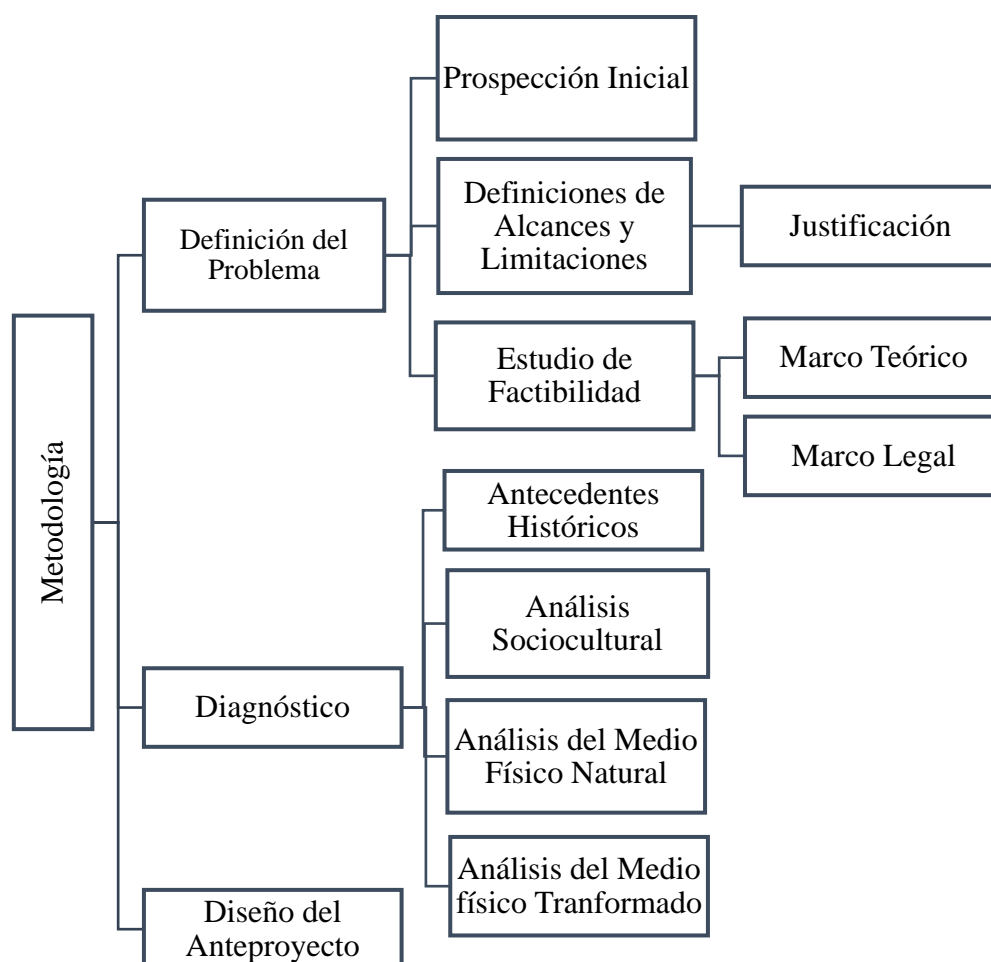 Metodología
Definición del
Problema
Prospección Inicial
Definiciones de
Alcances y
Limitaciones
Justificación
Estudio de
Factibilidad
Marco Teórico
Marco Legal
Diagnóstico
Antecedentes
Históricos
Análisis
Sociocultural
Análisis del Medio
Físico Natural
Análisis del Medio
físico Tranformado
Diseño del
Anteproyecto